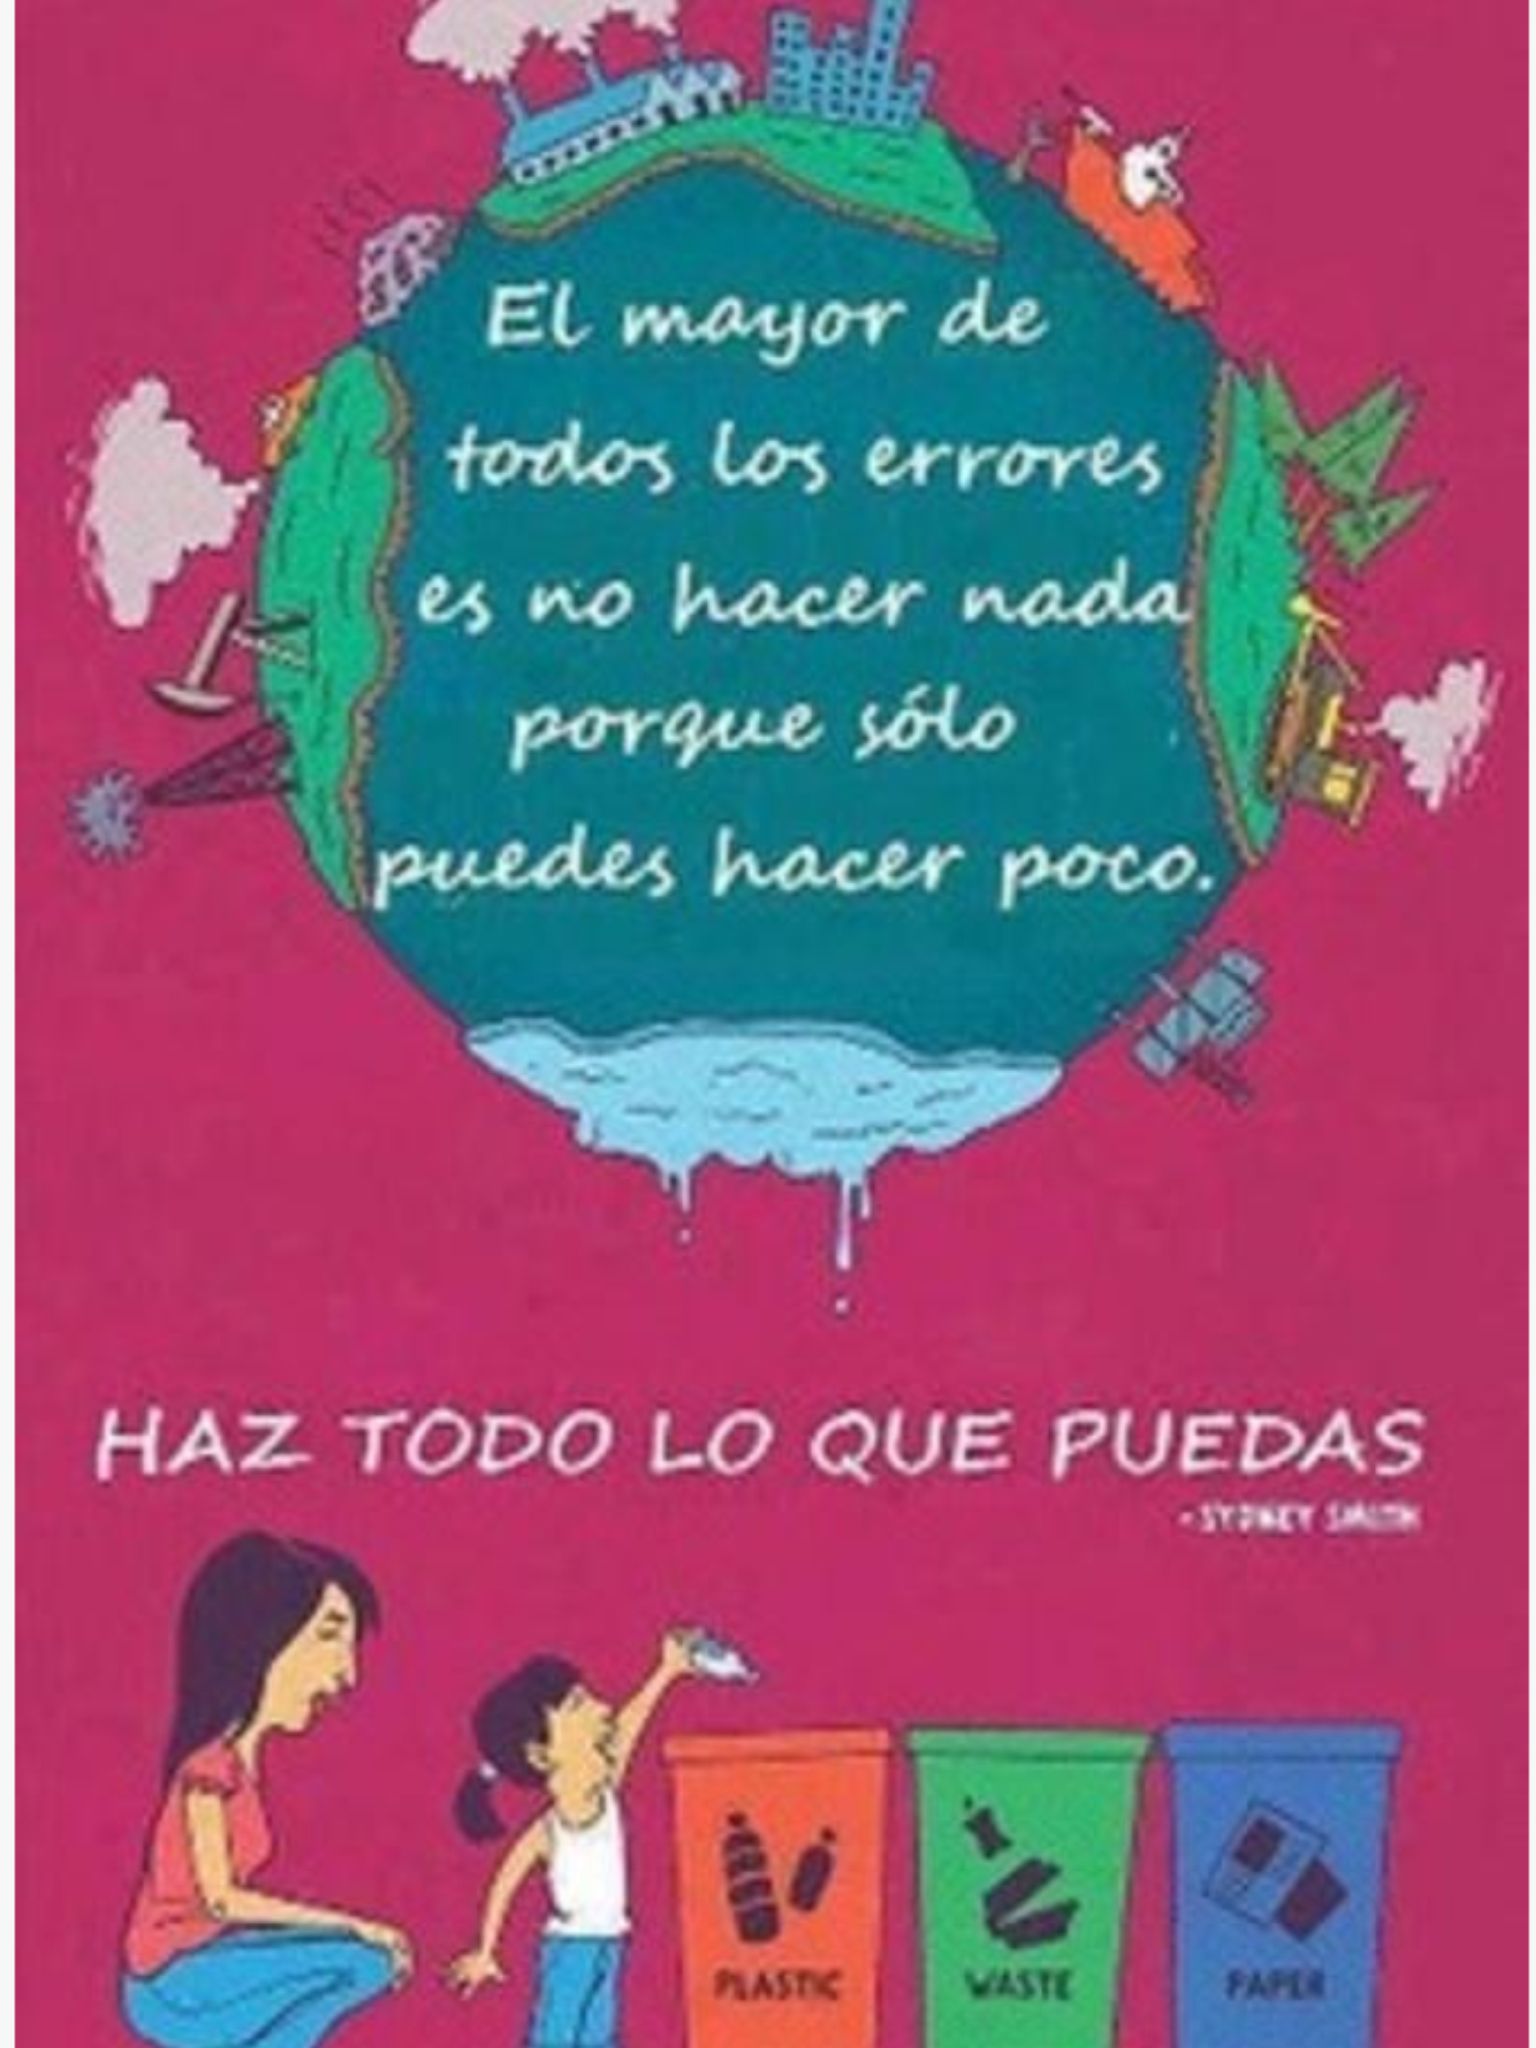 El mayor de
todos los errores
es no hacer nada
porque sólo
puedes hacer poco.
HAZ TODO LO QUE PUEDAS
-SYDNEY SMITH
PLASTIC
WASTE
PAPER